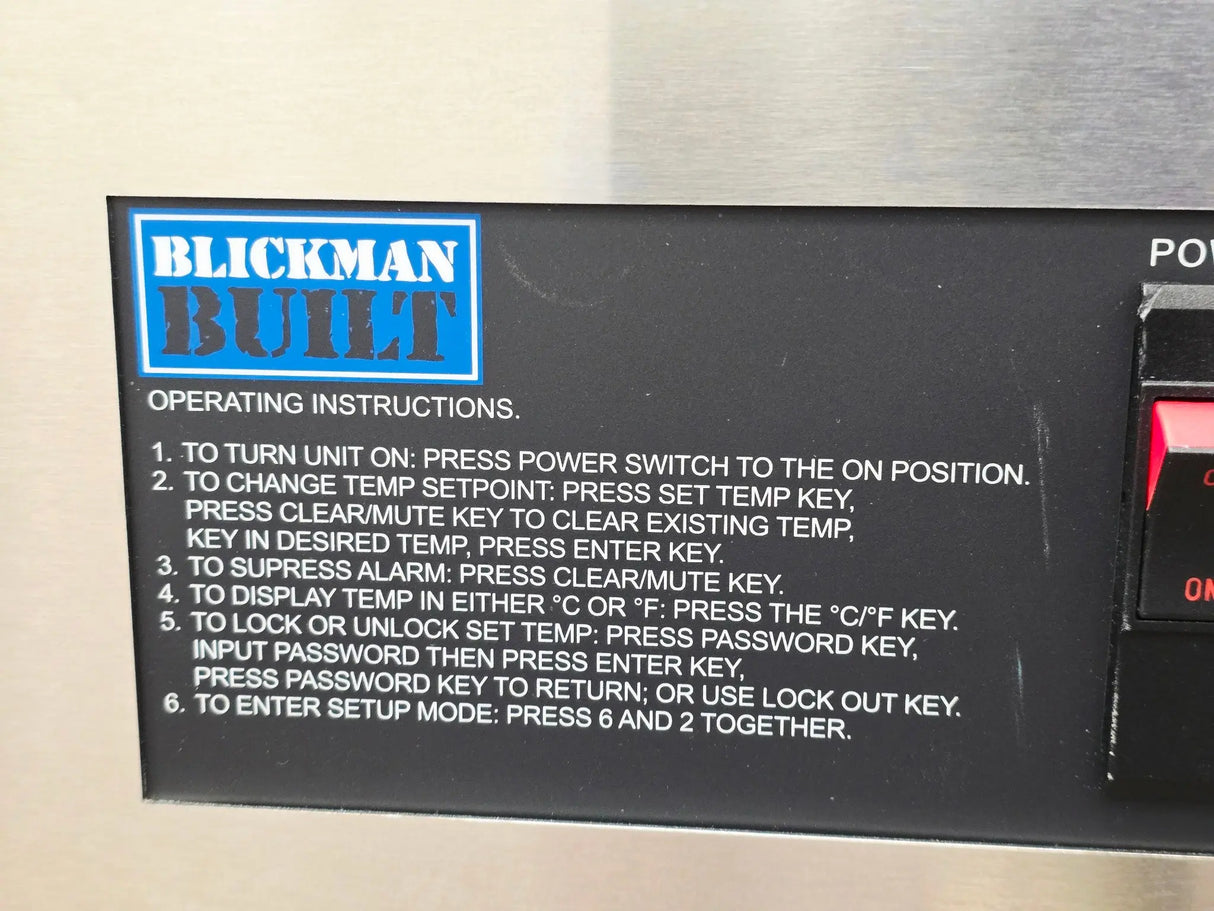 BLICKMAN
BUILT
OPERATING INSTRUCTIONS.
1. TO TURN UNIT ON: PRESS POWER SWITCH TO THE ON POSITION.
2. TO CHANGE TEMP SETPOINT: PRESS SET TEMP KEY,
PRESS CLEAR/MUTE KEY TO CLEAR EXISTING TEMP,
KEY IN DESIRED TEMP, PRESS ENTER KEY.
3. TO SUPRESS ALARM: PRESS CLEAR/MUTE KEY.
4. TO DISPLAY TEMP IN EITHER °C OR °F: PRESS THE °C/°F KEY.
5. TO LOCK OR UNLOCK SET TEMP: PRESS PASSWORD KEY,
INPUT PASSWORD THEN PRESS ENTER KEY,
PRESS PASSWORD KEY TO RETURN; OR USE LOCK OUT KEY.
6. TO ENTER SETUP MODE: PRESS 6 AND 2 TOGETHER.
ON